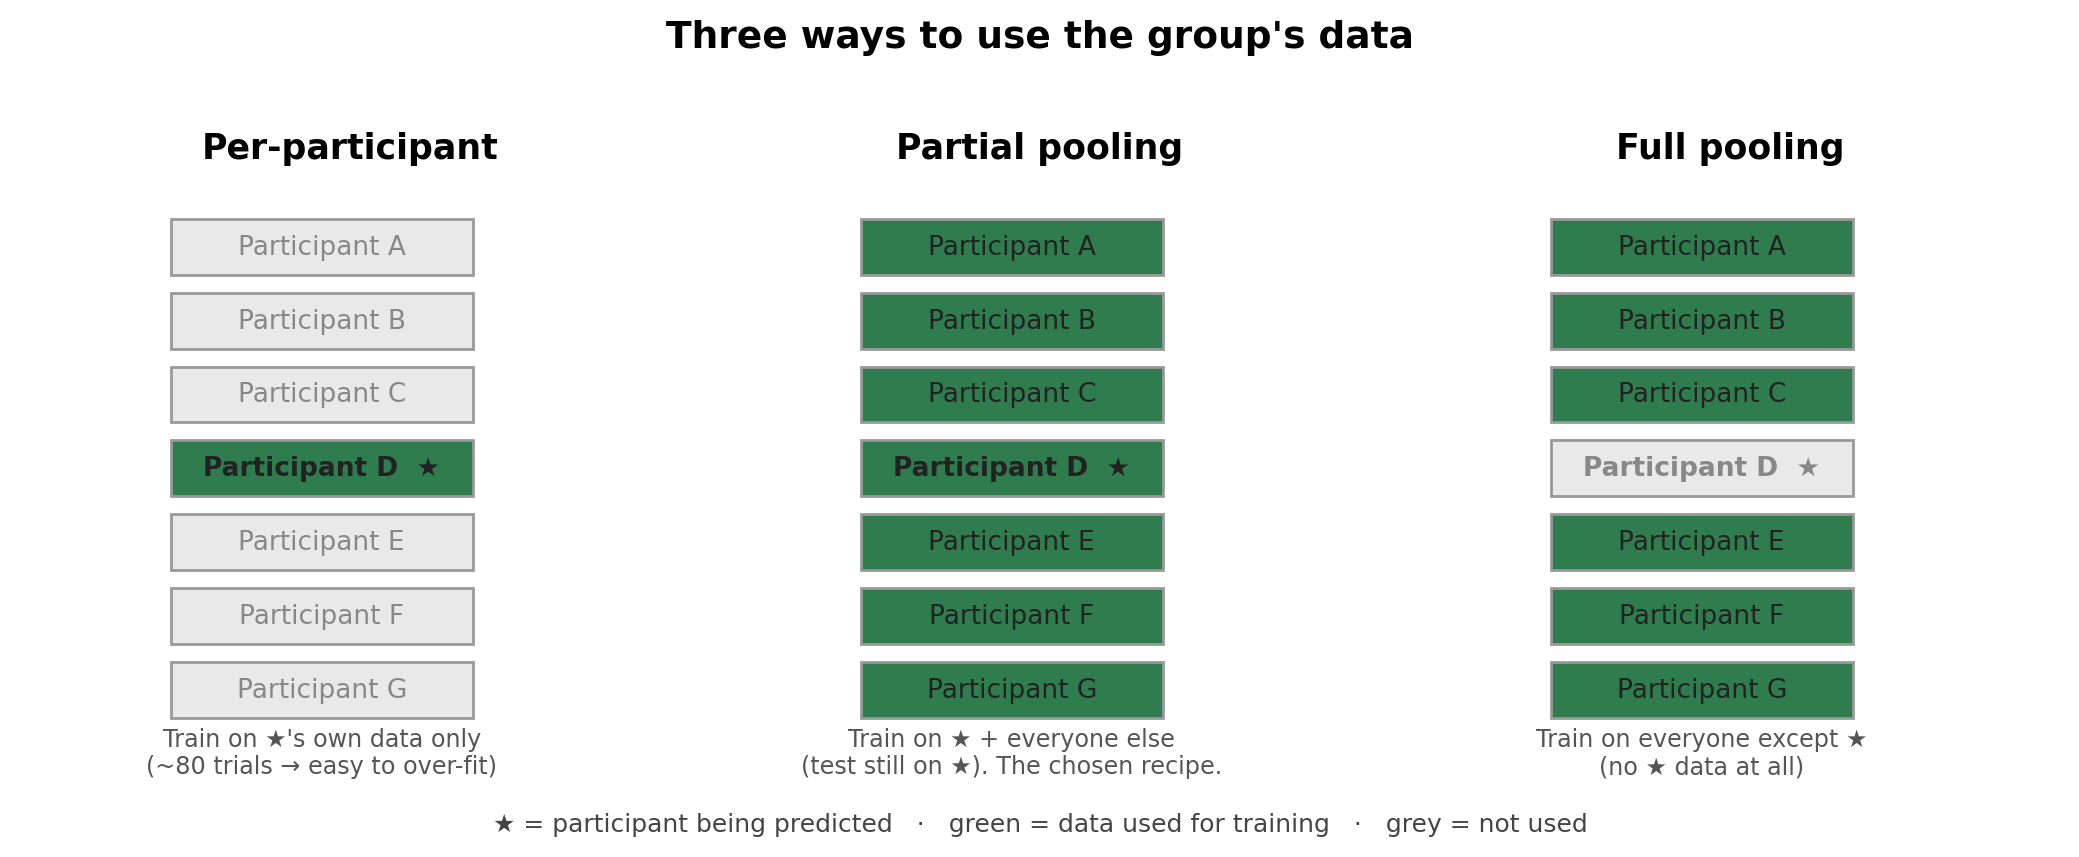 Three ways to use the group's data
Per-participant
Participant A
Participant B
Participant C
Participant D ★
Participant E
Participant F
Participant G
Train on ★'s own data only
(~80 trials → easy to over-fit)
Partial pooling
Participant A
Participant B
Participant C
Participant D ★
Participant E
Participant F
Participant G
Train on ★ + everyone else
(test still on ★). The chosen recipe.
Full pooling
Participant A
Participant B
Participant C
Participant D ★
Participant E
Participant F
Participant G
Train on everyone except ★
(no ★ data at all)
★ = participant being predicted · green = data used for training · grey = not used